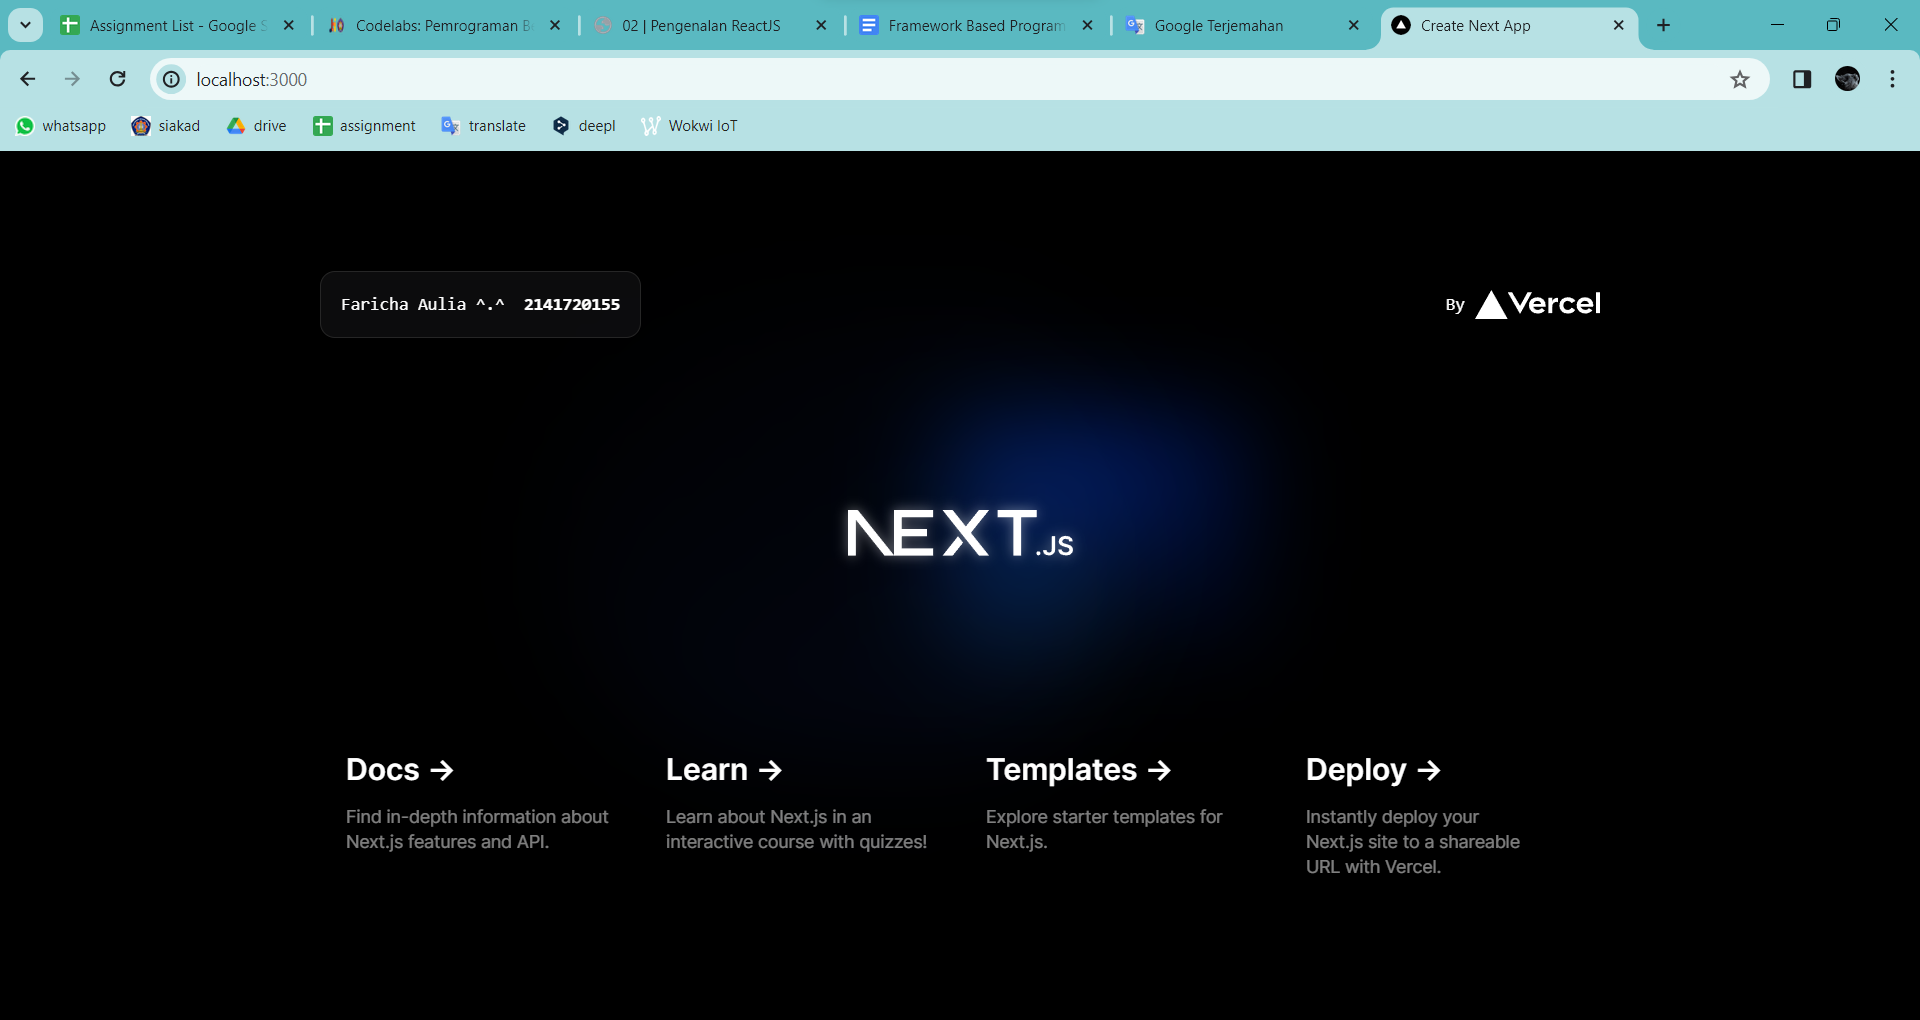 Assignment List - Google S
Codelabs: Pemrograman Be
02 | Pengenalan ReactJS
Framework Based Program
Google Terjemahan
Create Next App
localhost:3000
whatsapp
siakad
drive
assignment
translate
deepl
Wokwi IoT
Faricha Aulia ^.^ 2141720155
By Vercel
NEXT.JS
Docs →
Find in-depth information about
Next.js features and API.
Learn →
Learn about Next.js in an
interactive course with quizzes!
Templates →
Explore starter templates for
Next.js.
Deploy →
Instantly deploy your
Next.js site to a shareable
URL with Vercel.